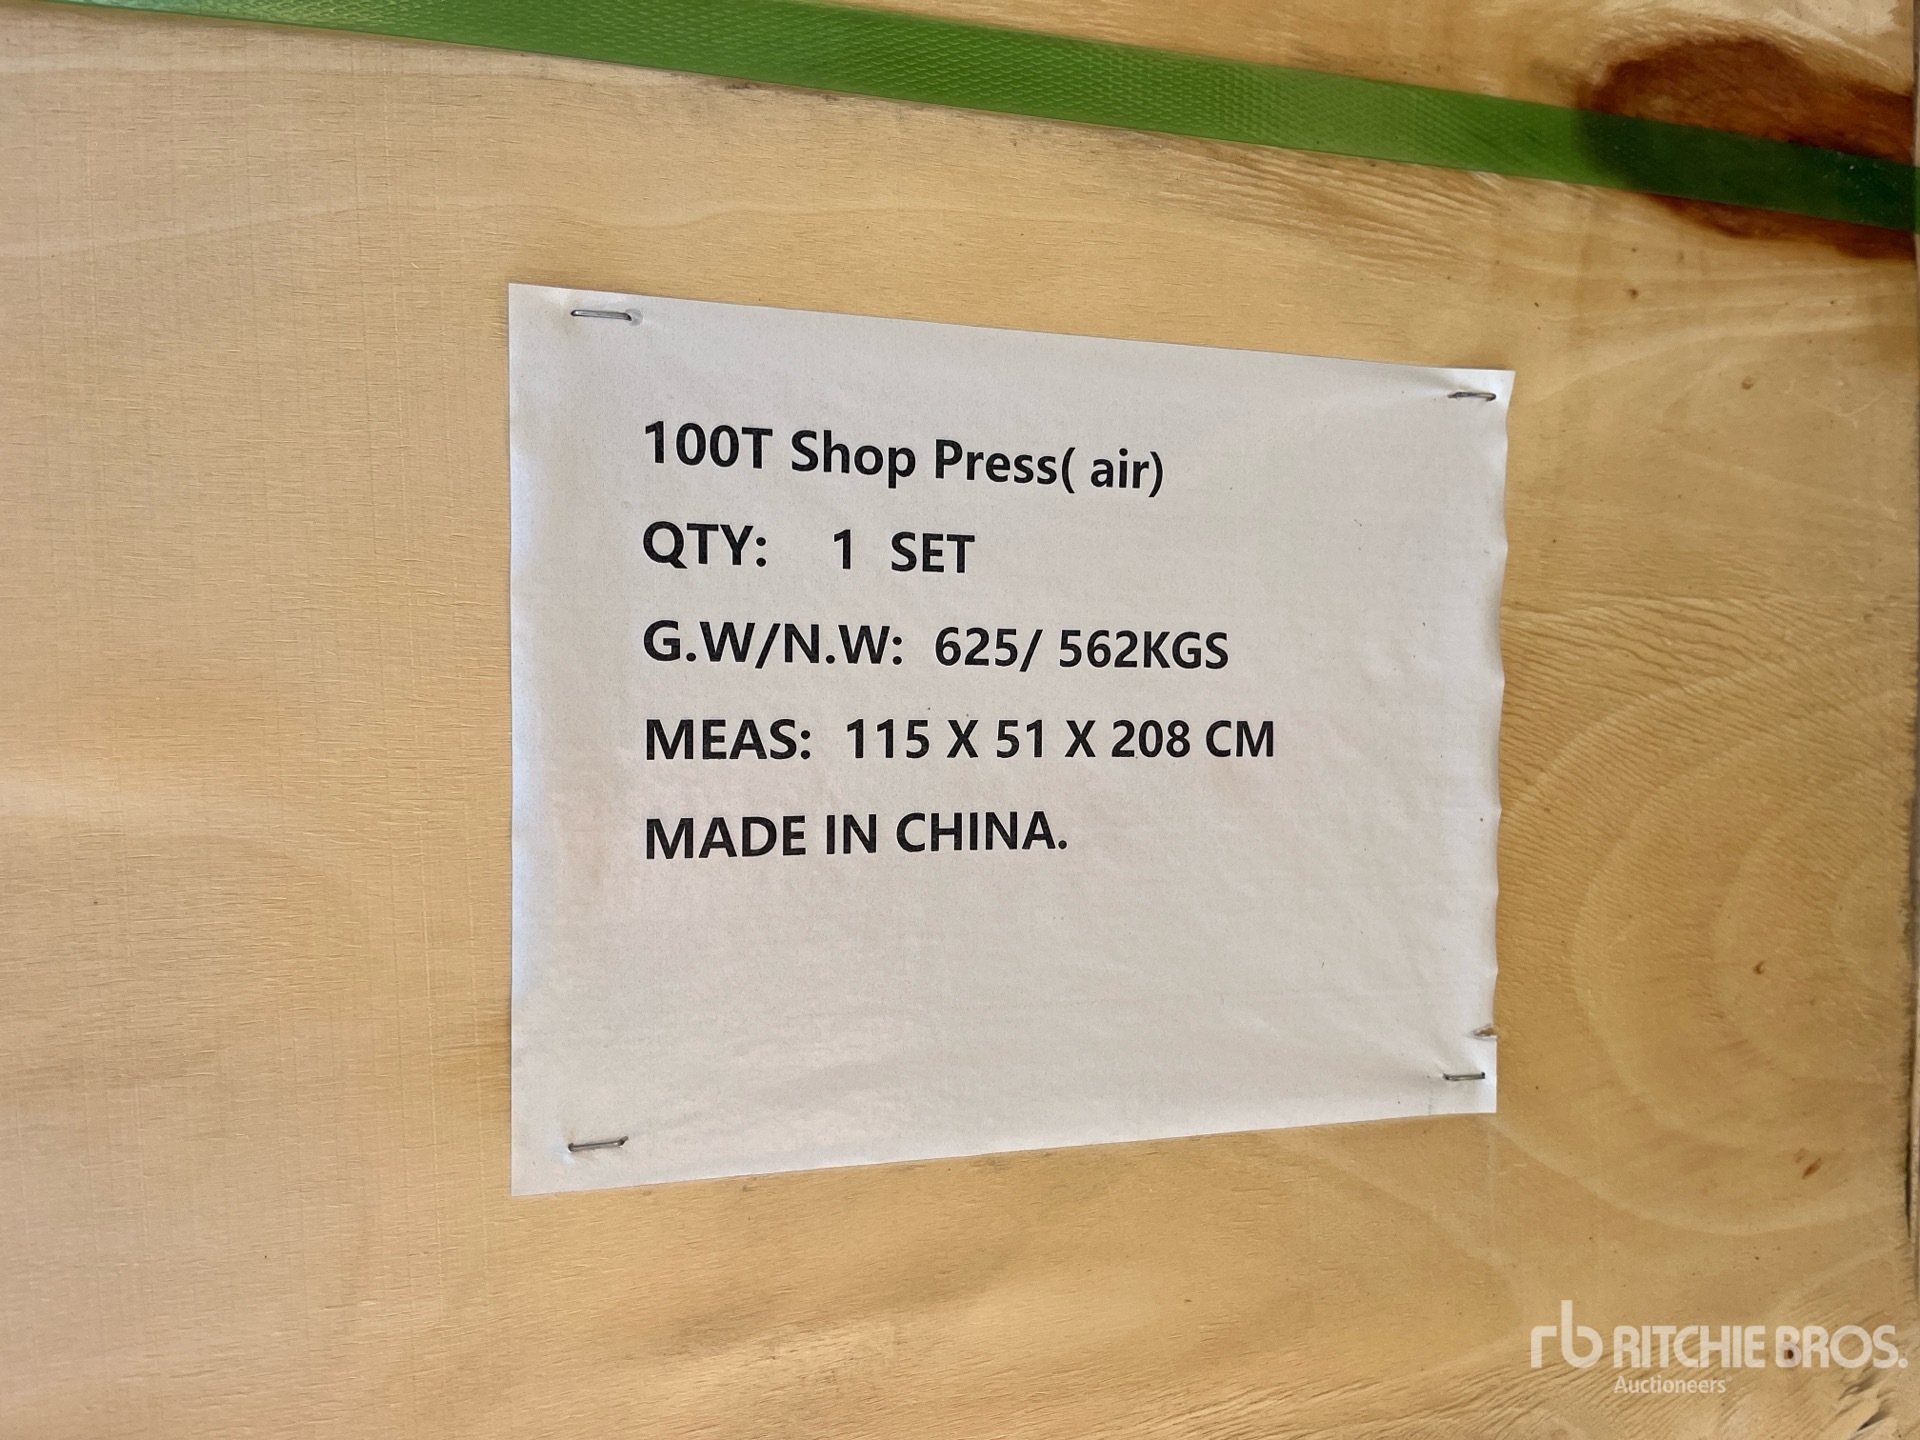 100T Shop Press( air)
QTY: 1 SET
G.W/N.W: 625/ 562KGS
MEAS: 115 X 51 X 208 CM
MADE IN CHINA.
rb RITCHIE BROS.
Auctioneers